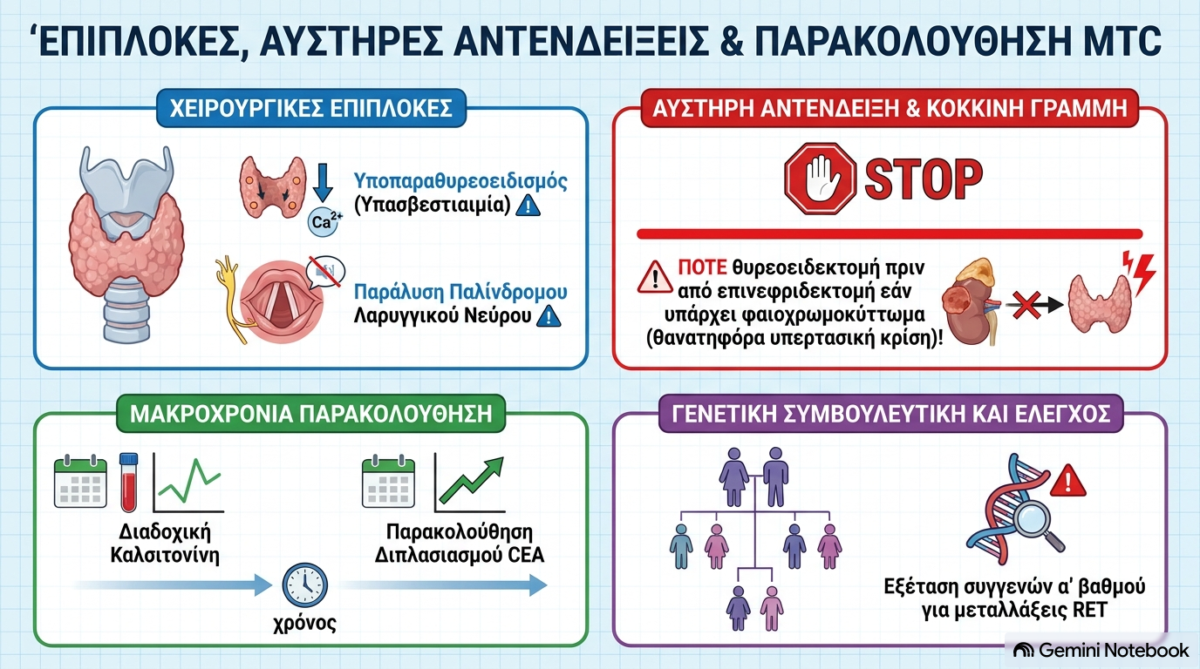 ‘ΕΠΙΠΛΟΚΕΣ, ΑΥΣΤΗΡΕΣ ΑΝΤΕΝΔΕΙΞΕΙΣ & ΠΑΡΑΚΟΛΟΥΘΗΣΗ MTC
ΧΕΙΡΟΥΡΓΙΚΕΣ ΕΠΙΠΛΟΚΕΣ
Ca2+
Υποπαραθυρεοειδισμός
(Υπασβεστιαιμία)
Παράλυση Παλίνδρομου
Λαρυγγικού Νεύρου
ΑΥΣΤΗΡΗ ΑΝΤΕΝΔΕΙΞΗ & ΚΟΚΚΙΝΗ ΓΡΑΜΜΗ
STOP
ΠΟΤΕ θυρεοειδεκτομή πριν
από επινεφριδεκτομή εάν
υπάρχει φαιοχρωμοκύττωμα
(θανατηφόρα υπερτασική κρίση)!
ΜΑΚΡΟΧΡΟΝΙΑ ΠΑΡΑΚΟΛΟΥΘΗΣΗ
Διαδοχική
Καλσιτονίνη
Παρακολούθηση
Διπλασιασμού CEA
χρόνος
ΓΕΝΕΤΙΚΗ ΣΥΜΒΟΥΛΕΥΤΙΚΗ ΚΑΙ ΕΛΕΓΧΟΣ
Εξέταση συγγενών α' βαθμού
για μεταλλάξεις RET
Gemini Notebook